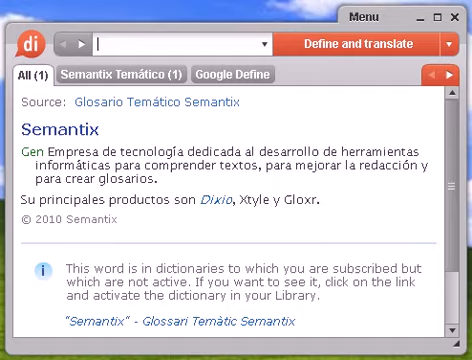 Menu
di
Define and translate
All (1)
Semantix Temático (1)
Google Define
Source: Glosario Temático Semantix
Semantix
Gen Empresa de tecnología dedicada al desarrollo de herramientas
informáticas para comprender textos, para mejorar la redacción y
para crear glosarios.
Su principales productos son Dixio, Xtyle y Gloxr.
© 2010 Semantix
This word is in dictionaries to which you are subscribed but
which are not active. If you want to see it, click on the link
and activate the dictionary in your Library.
"Semantix" - Glossari Temàtic Semantix